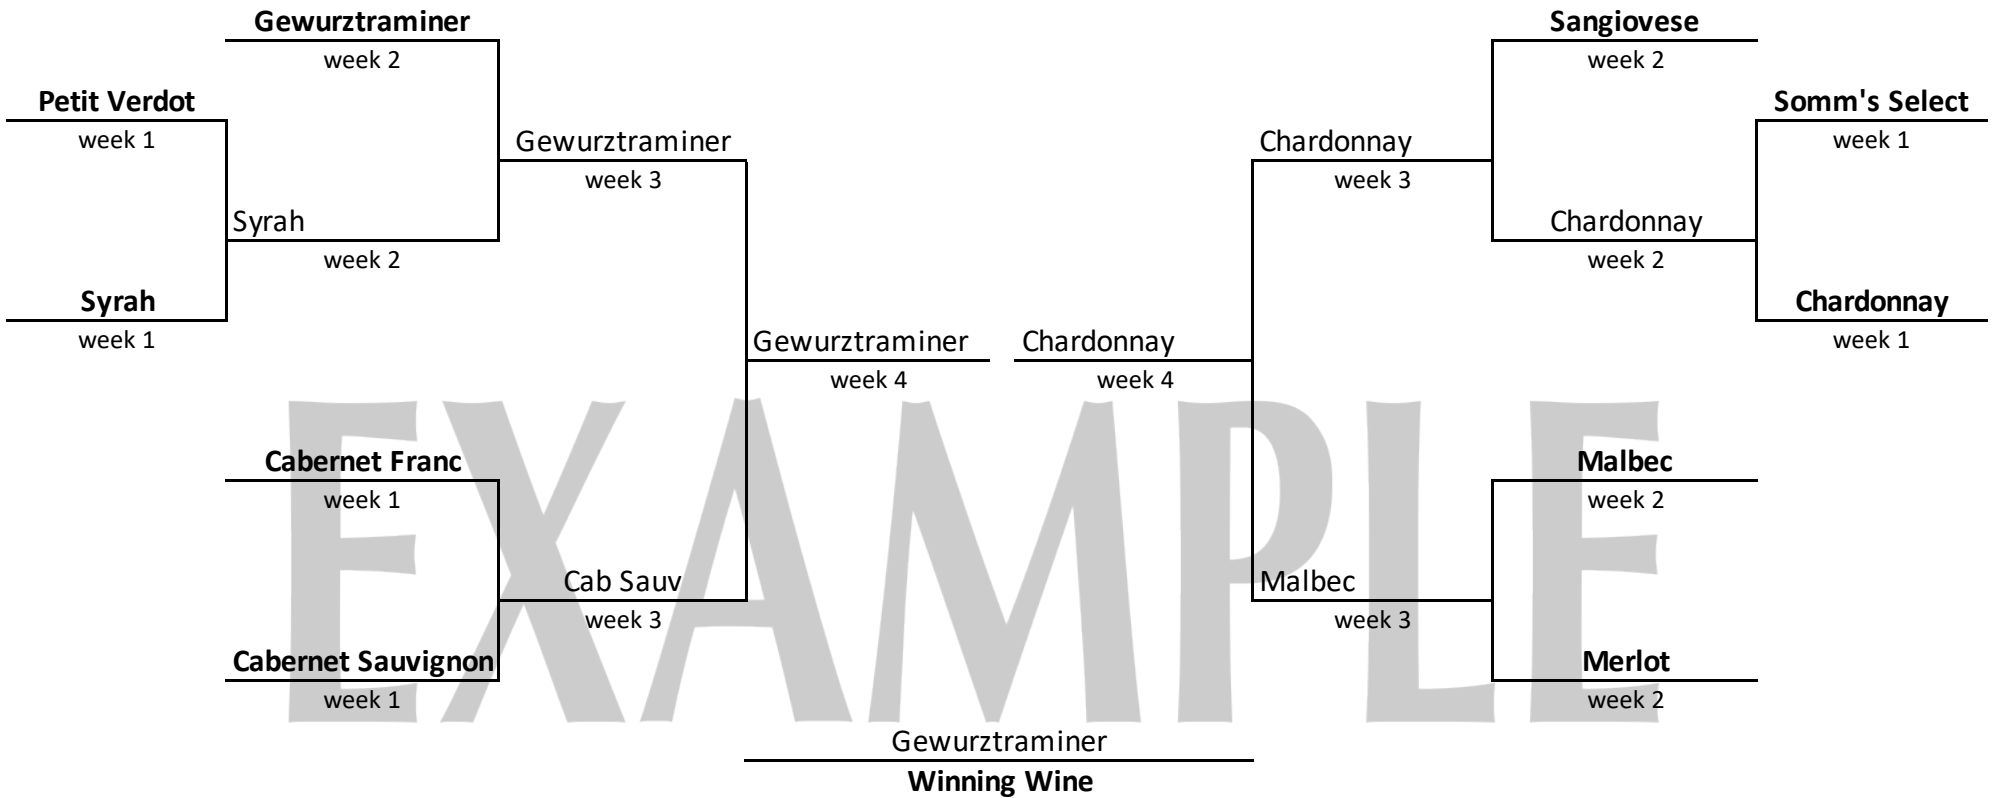 Gewurztraminer
week 2
Petit Verdot
week 1
Gewurztraminer
week 3
Syrah
week 2
Syrah
week 1
Gewurztraminer
week 4
Cabernet Franc
week 1
Cab Sauv
week 3
Cabernet Sauvignon
week 1
Sangiovese
week 2
Somm's Select
week 1
Chardonnay
week 3
Chardonnay
week 2
Chardonnay
week 1
Chardonnay
week 4
Malbec
week 2
Malbec
week 3
Merlot
week 2
EXAMPLE
Gewurztraminer
Winning Wine